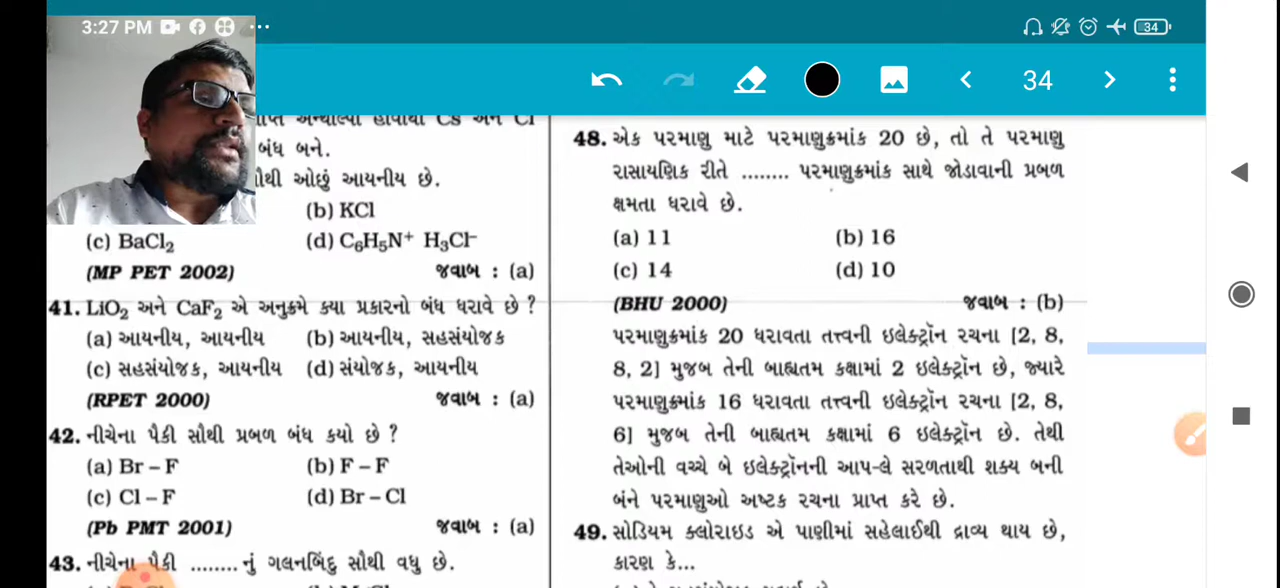 3:27 PM
34
34
બંધ બને.
ઓછું આયનીય છે.
(b) KCl
(c) BaCl2
(d) C6H5N+ H3Cl−
(MP PET 2002) જવાબ : (a)
41. LiO2 અને CaF2 એ અનુક્રમે ક્યા પ્રકારનો બંધ ધરાવે છે ?
(a) આયનીય, આયનીય (b) આયનીય, સહસંયોજક
(c) સહસંયોજક, આયનીય (d) સંયોજક, આયનીય
(RPET 2000) જવાબ : (a)
42. નીચેના પૈકી સૌથી પ્રબળ બંધ કયો છે ?
(a) Br – F (b) F – F
(c) Cl – F (d) Br – Cl
(Pb PMT 2001) જવાબ : (a)
43. નીચેના પૈકી ........ નું ગલનબિંદુ સૌથી વધુ છે.
48. એક પરમાણુ માટે પરમાણુક્રમાંક 20 છે, તો તે પરમાણુ
રાસાયણિક રીતે ........ પરમાણુક્રમાંક સાથે જોડાવાની પ્રબળ
ક્ષમતા ધરાવે છે.
(a) 11 (b) 16
(c) 14 (d) 10
(BHU 2000) જવાબ : (b)
પરમાણુક્રમાંક 20 ધરાવતા તત્ત્વની ઇલેક્ટ્રૉન રચના [2, 8,
8, 2] મુજબ તેની બાહ્યતમ કક્ષામાં 2 ઇલેક્ટ્રૉન છે, જ્યારે
પરમાણુક્રમાંક 16 ધરાવતા તત્ત્વની ઇલેક્ટ્રૉન રચના [2, 8,
6] મુજબ તેની બાહ્યતમ કક્ષામાં 6 ઇલેક્ટ્રૉન છે. તેથી
તેઓની વચ્ચે બે ઇલેક્ટ્રૉનની આપ-લે સરળતાથી શક્ય બની
બંને પરમાણુઓ અષ્ટક રચના પ્રાપ્ત કરે છે.
49. સોડિયમ ક્લોરાઇડ એ પાણીમાં સહેલાઈથી દ્રાવ્ય થાય છે,
કારણ કે...